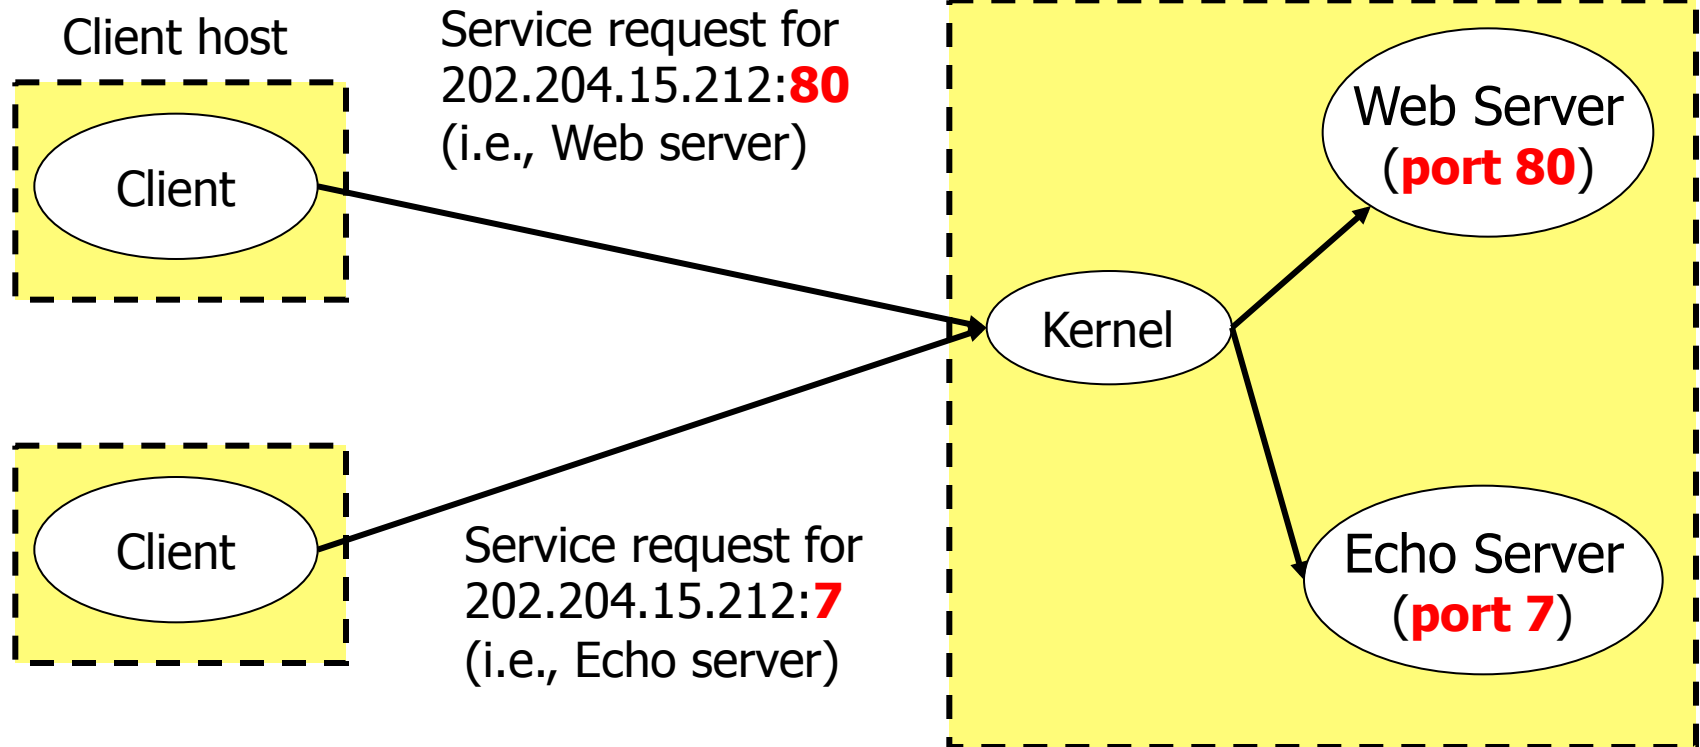 Client host
Service request for
202.204.15.212:80
(i.e., Web server)
Client
Web Server
(port 80)
Kernel
Client
Service request for
202.204.15.212:7
(i.e., Echo server)
Echo Server
(port 7)